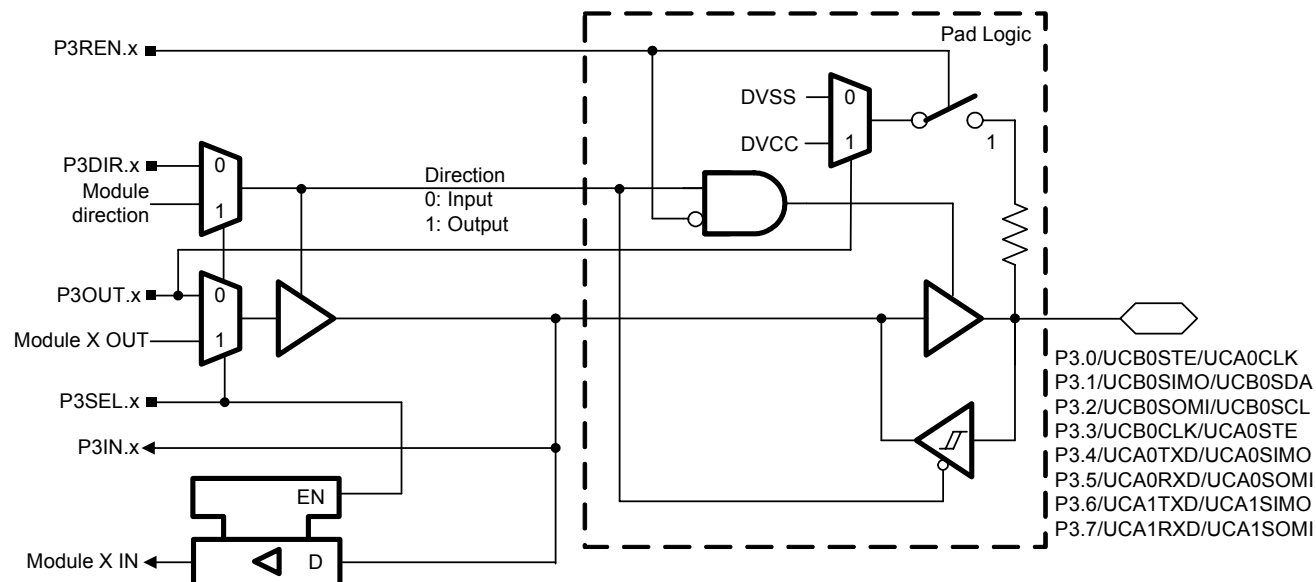 Pad Logic
P3REN.x
DVSS
0
DVCC
1
1
P3DIR.x
0
Module
direction
1
Direction
0: Input
1: Output
P3OUT.x
0
Module X OUT
1
P3SEL.x
P3IN.x
EN
Module X IN
D
P3.0/UCB0STE/UCA0CLK
P3.1/UCB0SIMO/UCB0SDA
P3.2/UCB0SOMI/UCB0SCL
P3.3/UCB0CLK/UCA0STE
P3.4/UCA0TXD/UCA0SIMO
P3.5/UCA0RXD/UCA0SOMI
P3.6/UCA1TXD/UCA1SIMO
P3.7/UCA1RXD/UCA1SOMI